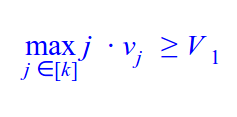 max j · v_j ≥ V_1
j ∈[k]